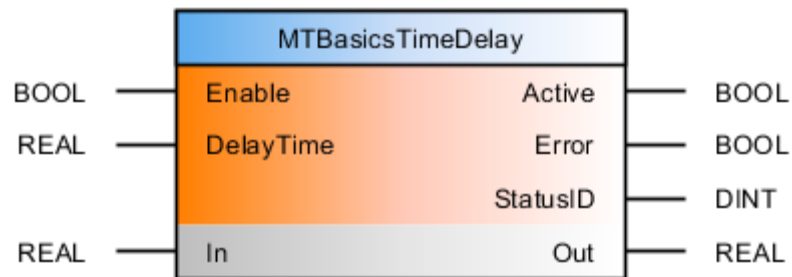 MTBasicsTimeDelay
BOOL Enable Active BOOL
REAL DelayTime Error BOOL
StatusID DINT
REAL In Out REAL